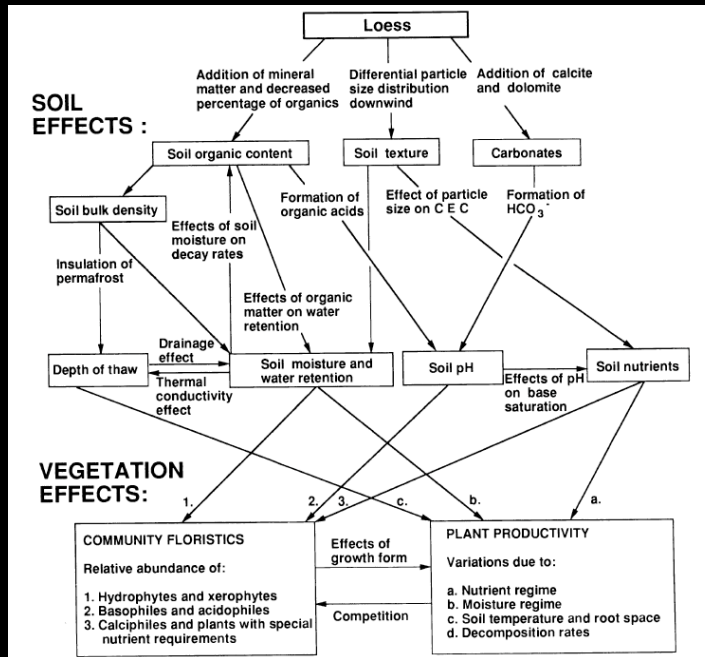 Loess
Addition of mineral
matter and decreased
percentage of organics
Differential particle
size distribution
downwind
Addition of calcite
and dolomite
SOIL
EFFECTS :
Soil organic content
Soil texture
Carbonates
Soil bulk density
Effects of soil
moisture on
decay rates
Formation of
organic acids
Effect of particle
size on C E C
Formation of
HCO3-
Insulation of
permafrost
Effects of organic
matter on water
retention
Drainage
effect
Depth of thaw
Thermal
conductivity
effect
Soil moisture and
water retention
Soil pH
Effects of pH
on base
saturation
Soil nutrients
VEGETATION
EFFECTS:
1.
2.
3.
c.
b.
a.
COMMUNITY FLORISTICS
Relative abundance of:
1. Hydrophytes and xerophytes
2. Basophiles and acidophiles
3. Calciphiles and plants with special
nutrient requirements
Effects of
growth form
Competition
PLANT PRODUCTIVITY
Variations due to:
a. Nutrient regime
b. Moisture regime
c. Soil temperature and root space
d. Decomposition rates